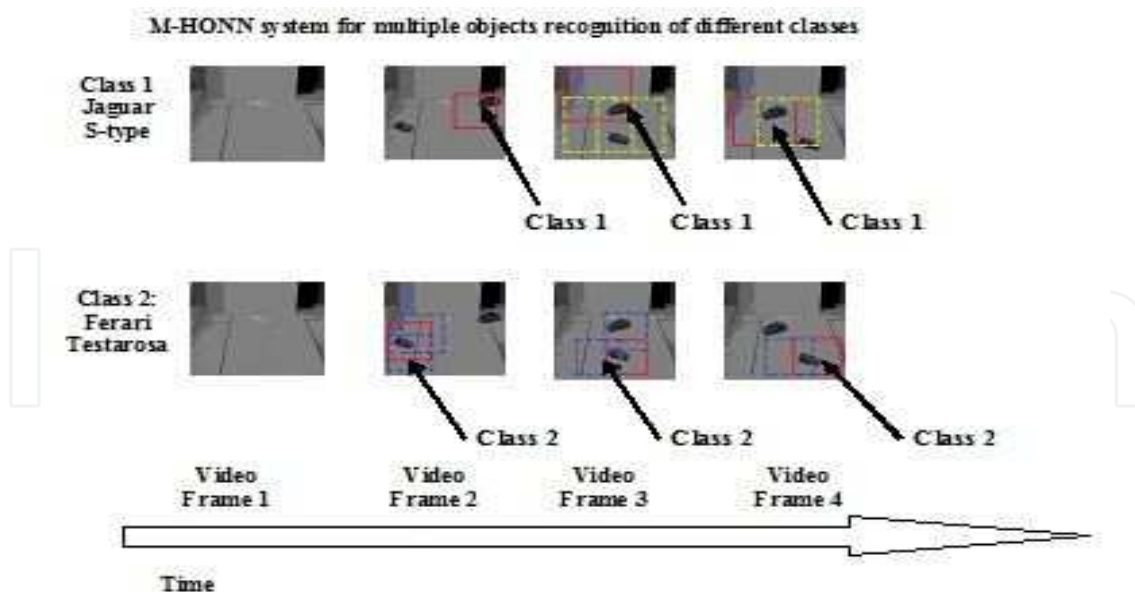 M-HONN system for multiple objects recognition of different classes
Class 1
Jaguar
S-type
Class 1
Class 1
Class 1
Class 2:
Ferari
Testarosa
Class 2
Class 2
Class 2
Video
Frame 1
Video
Frame 2
Video
Frame 3
Video
Frame 4
Time